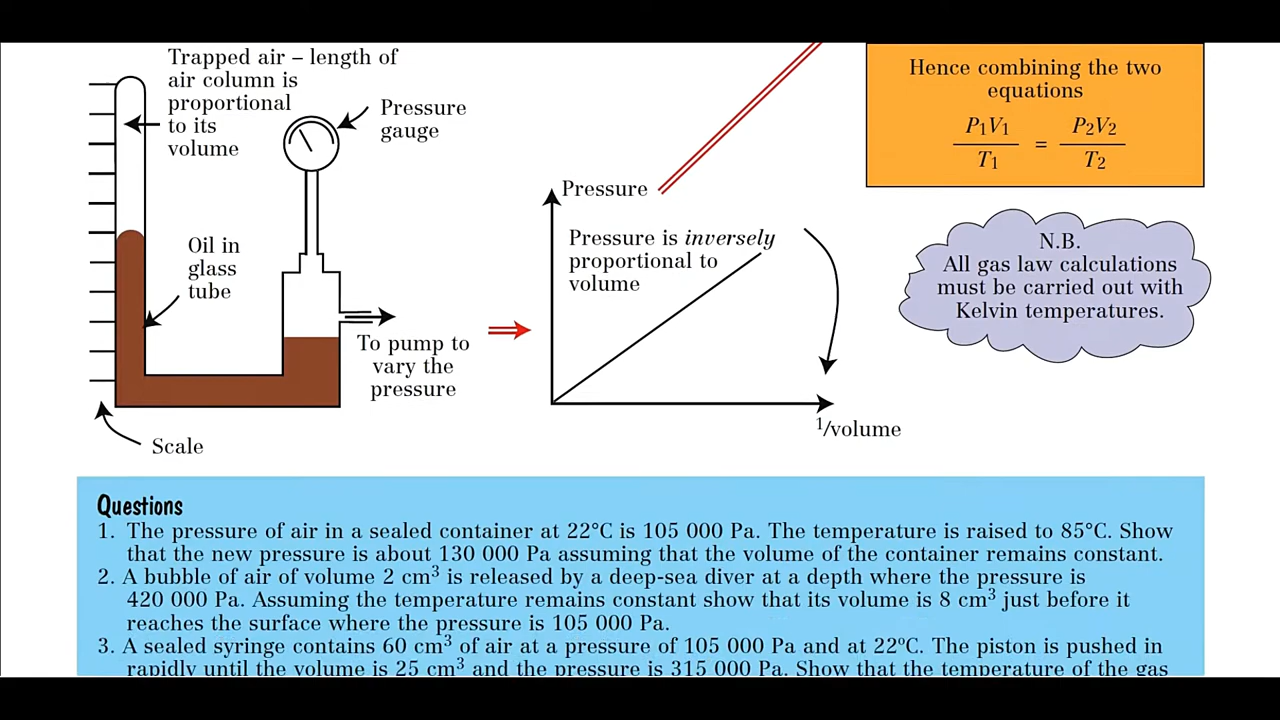 Trapped air – length of
air column is
proportional
to its
volume
Pressure
gauge
Oil in
glass
tube
To pump to
vary the
pressure
Scale
Pressure
Pressure is inversely
proportional to
volume
1/volume
Hence combining the two
equations
P1V1 / T1 = P2V2 / T2
N.B.
All gas law calculations
must be carried out with
Kelvin temperatures.
Questions
1. The pressure of air in a sealed container at 22°C is 105 000 Pa. The temperature is raised to 85°C. Show
that the new pressure is about 130 000 Pa assuming that the volume of the container remains constant.
2. A bubble of air of volume 2 cm³ is released by a deep-sea diver at a depth where the pressure is
420 000 Pa. Assuming the temperature remains constant show that its volume is 8 cm³ just before it
reaches the surface where the pressure is 105 000 Pa.
3. A sealed syringe contains 60 cm³ of air at a pressure of 105 000 Pa and at 22ºC. The piston is pushed in
rapidly until the volume is 25 cm³ and the pressure is 315 000 Pa. Show that the temperature of the gas